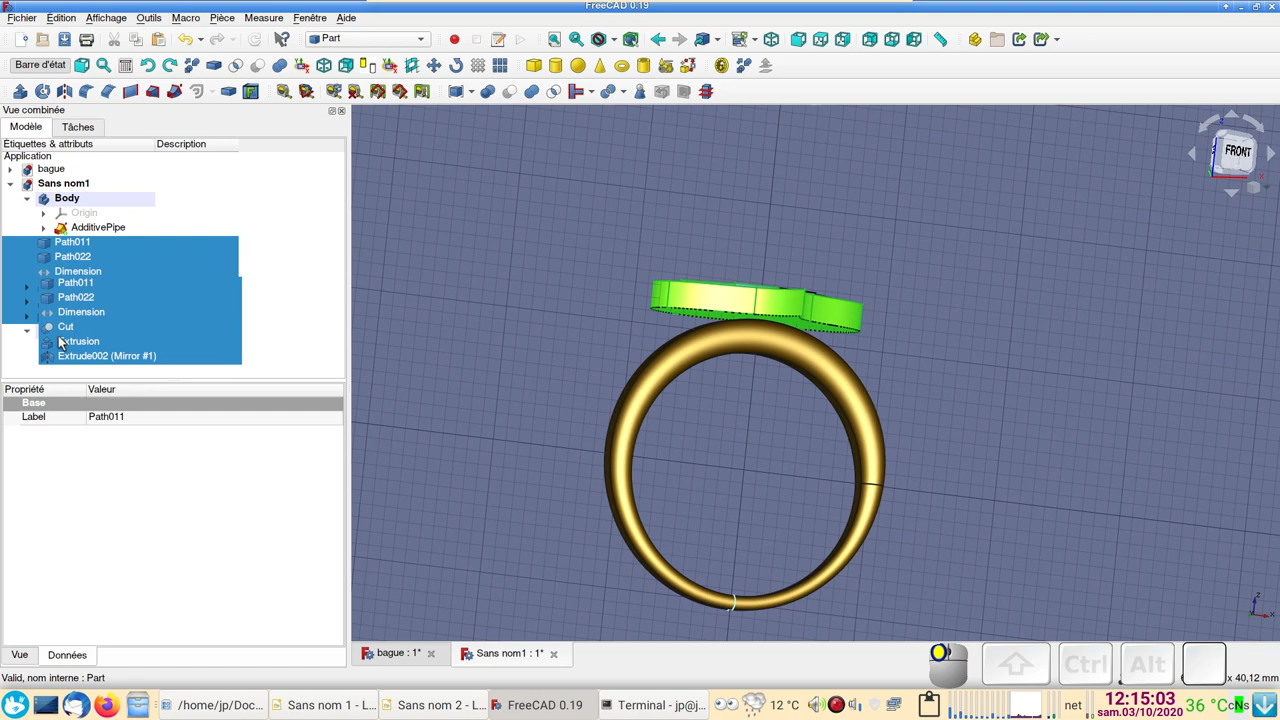 FreeCAD 0.19
Fichier Édition Affichage Outils Macro Pièce Measure Fenêtre Aide
Part
Barre d'état
Vue combinée
Modèle Tâches
Étiquettes & attributs Description
Application
bague
Sans nom1
Body
Origin
AdditivePipe
Path011
Path022
Dimension
Path011
Path022
Dimension
Cut
Extrusion
Extrude002 (Mirror #1)
Propriété Valeur
Base
Label Path011
FRONT
Vue Données
bague : 1* Sans nom1 : 1*
Ctrl Alt
Valid, nom interne : Part
x 40,12 mm
/home/jp/Doc... Sans nom 1 - L... Sans nom 2 - L... FreeCAD 0.19 Terminal - jp@j...
12 °C
net
12:15:03
sam.03/10/2020
36 °C